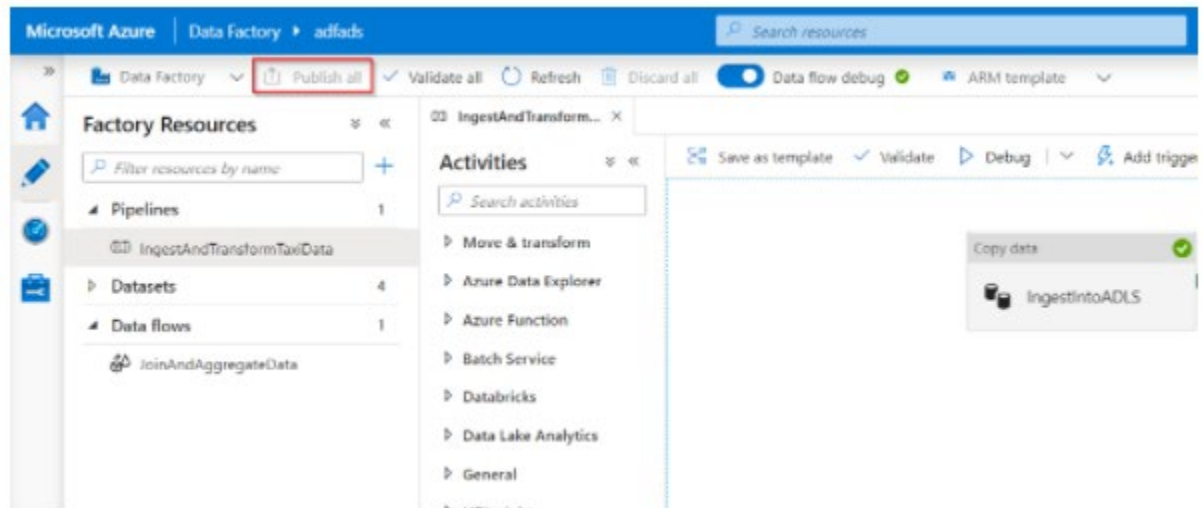 Microsoft Azure Data Factory adfads Search resources
Data Factory Publish all Validate all Refresh Discard all Data flow debug ARM template
Factory Resources
Filter resources by name
Pipelines 1
IngestAndTransformTaxiData
Datasets 4
Data flows 1
JoinAndAggregateData
IngestAndTransform...
Activities
Search activities
Move & transform
Azure Data Explorer
Azure Function
Batch Service
Databricks
Data Lake Analytics
General
Save as template Validate Debug Add trigge
Copy data
IngestIntoADLS